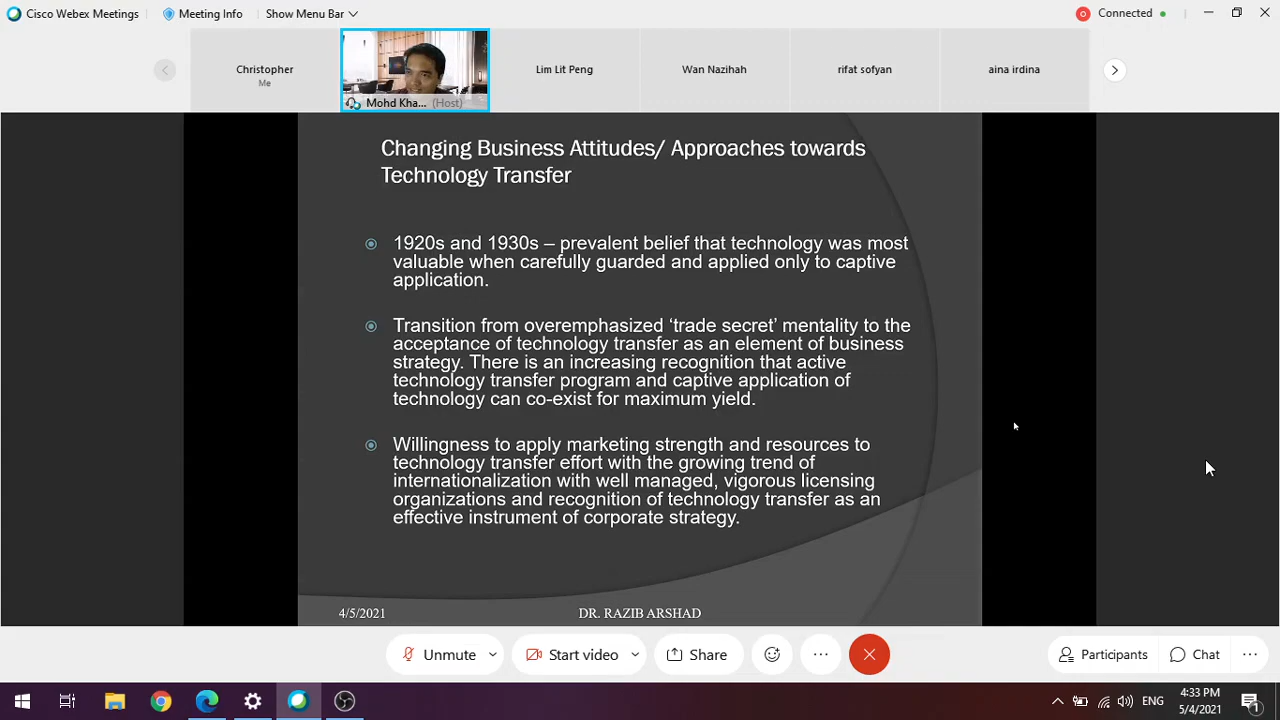 Cisco Webex Meetings
Meeting Info
Show Menu Bar
Connected
Christopher
Me
Mohd Kha... (Host)
Lim Lit Peng
Wan Nazihah
rifat sofyan
aina irdina
Changing Business Attitudes/ Approaches towards
Technology Transfer
1920s and 1930s – prevalent belief that technology was most
valuable when carefully guarded and applied only to captive
application.
Transition from overemphasized ‘trade secret’ mentality to the
acceptance of technology transfer as an element of business
strategy. There is an increasing recognition that active
technology transfer program and captive application of
technology can co-exist for maximum yield.
Willingness to apply marketing strength and resources to
technology transfer effort with the growing trend of
internationalization with well managed, vigorous licensing
organizations and recognition of technology transfer as an
effective instrument of corporate strategy.
4/5/2021
DR. RAZIB ARSHAD
Unmute
Start video
Share
Participants
Chat
ENG
4:33 PM
5/4/2021
1